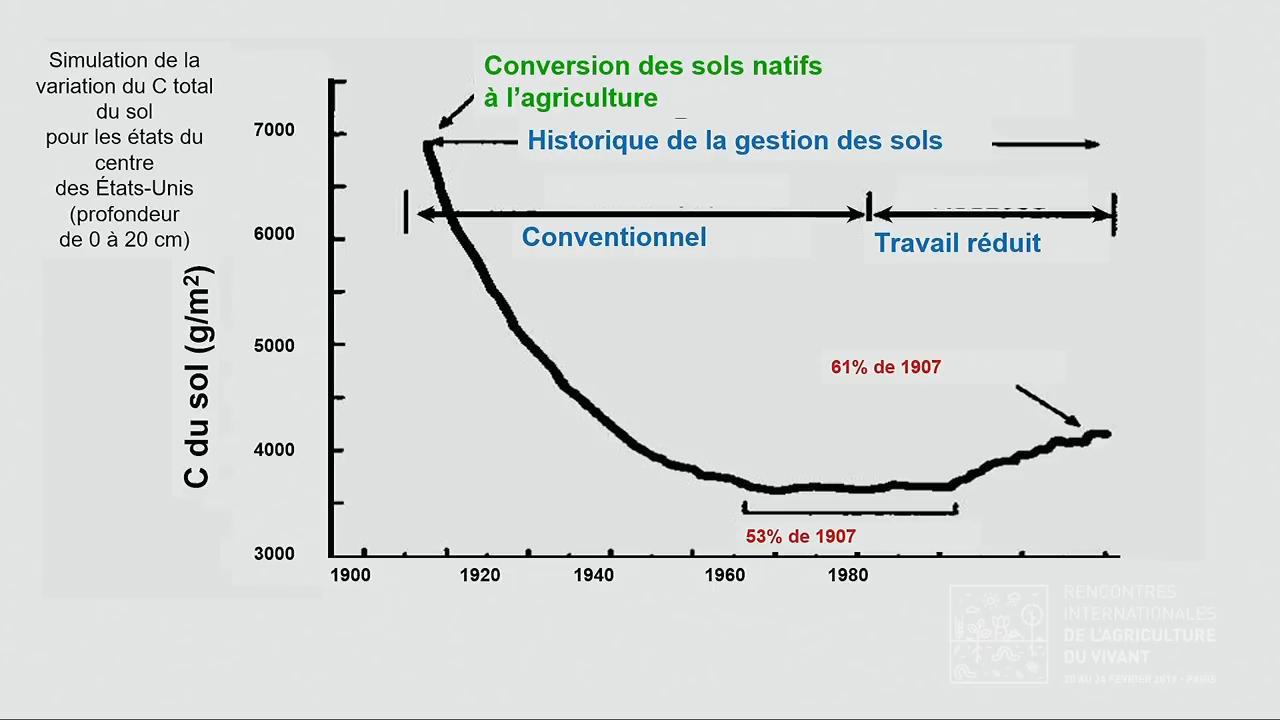 Simulation de la
variation du C total
du sol
pour les états du
centre
des États-Unis
(profondeur
de 0 à 20 cm)
C du sol (g/m²)
Conversion des sols natifs
à l’agriculture
Historique de la gestion des sols
Conventionnel
Travail réduit
61% de 1907
53% de 1907
7000
6000
5000
4000
3000
1900
1920
1940
1960
1980
RENCONTRES
INTERNATIONALES
DE L'AGRICULTURE
DU VIVANT